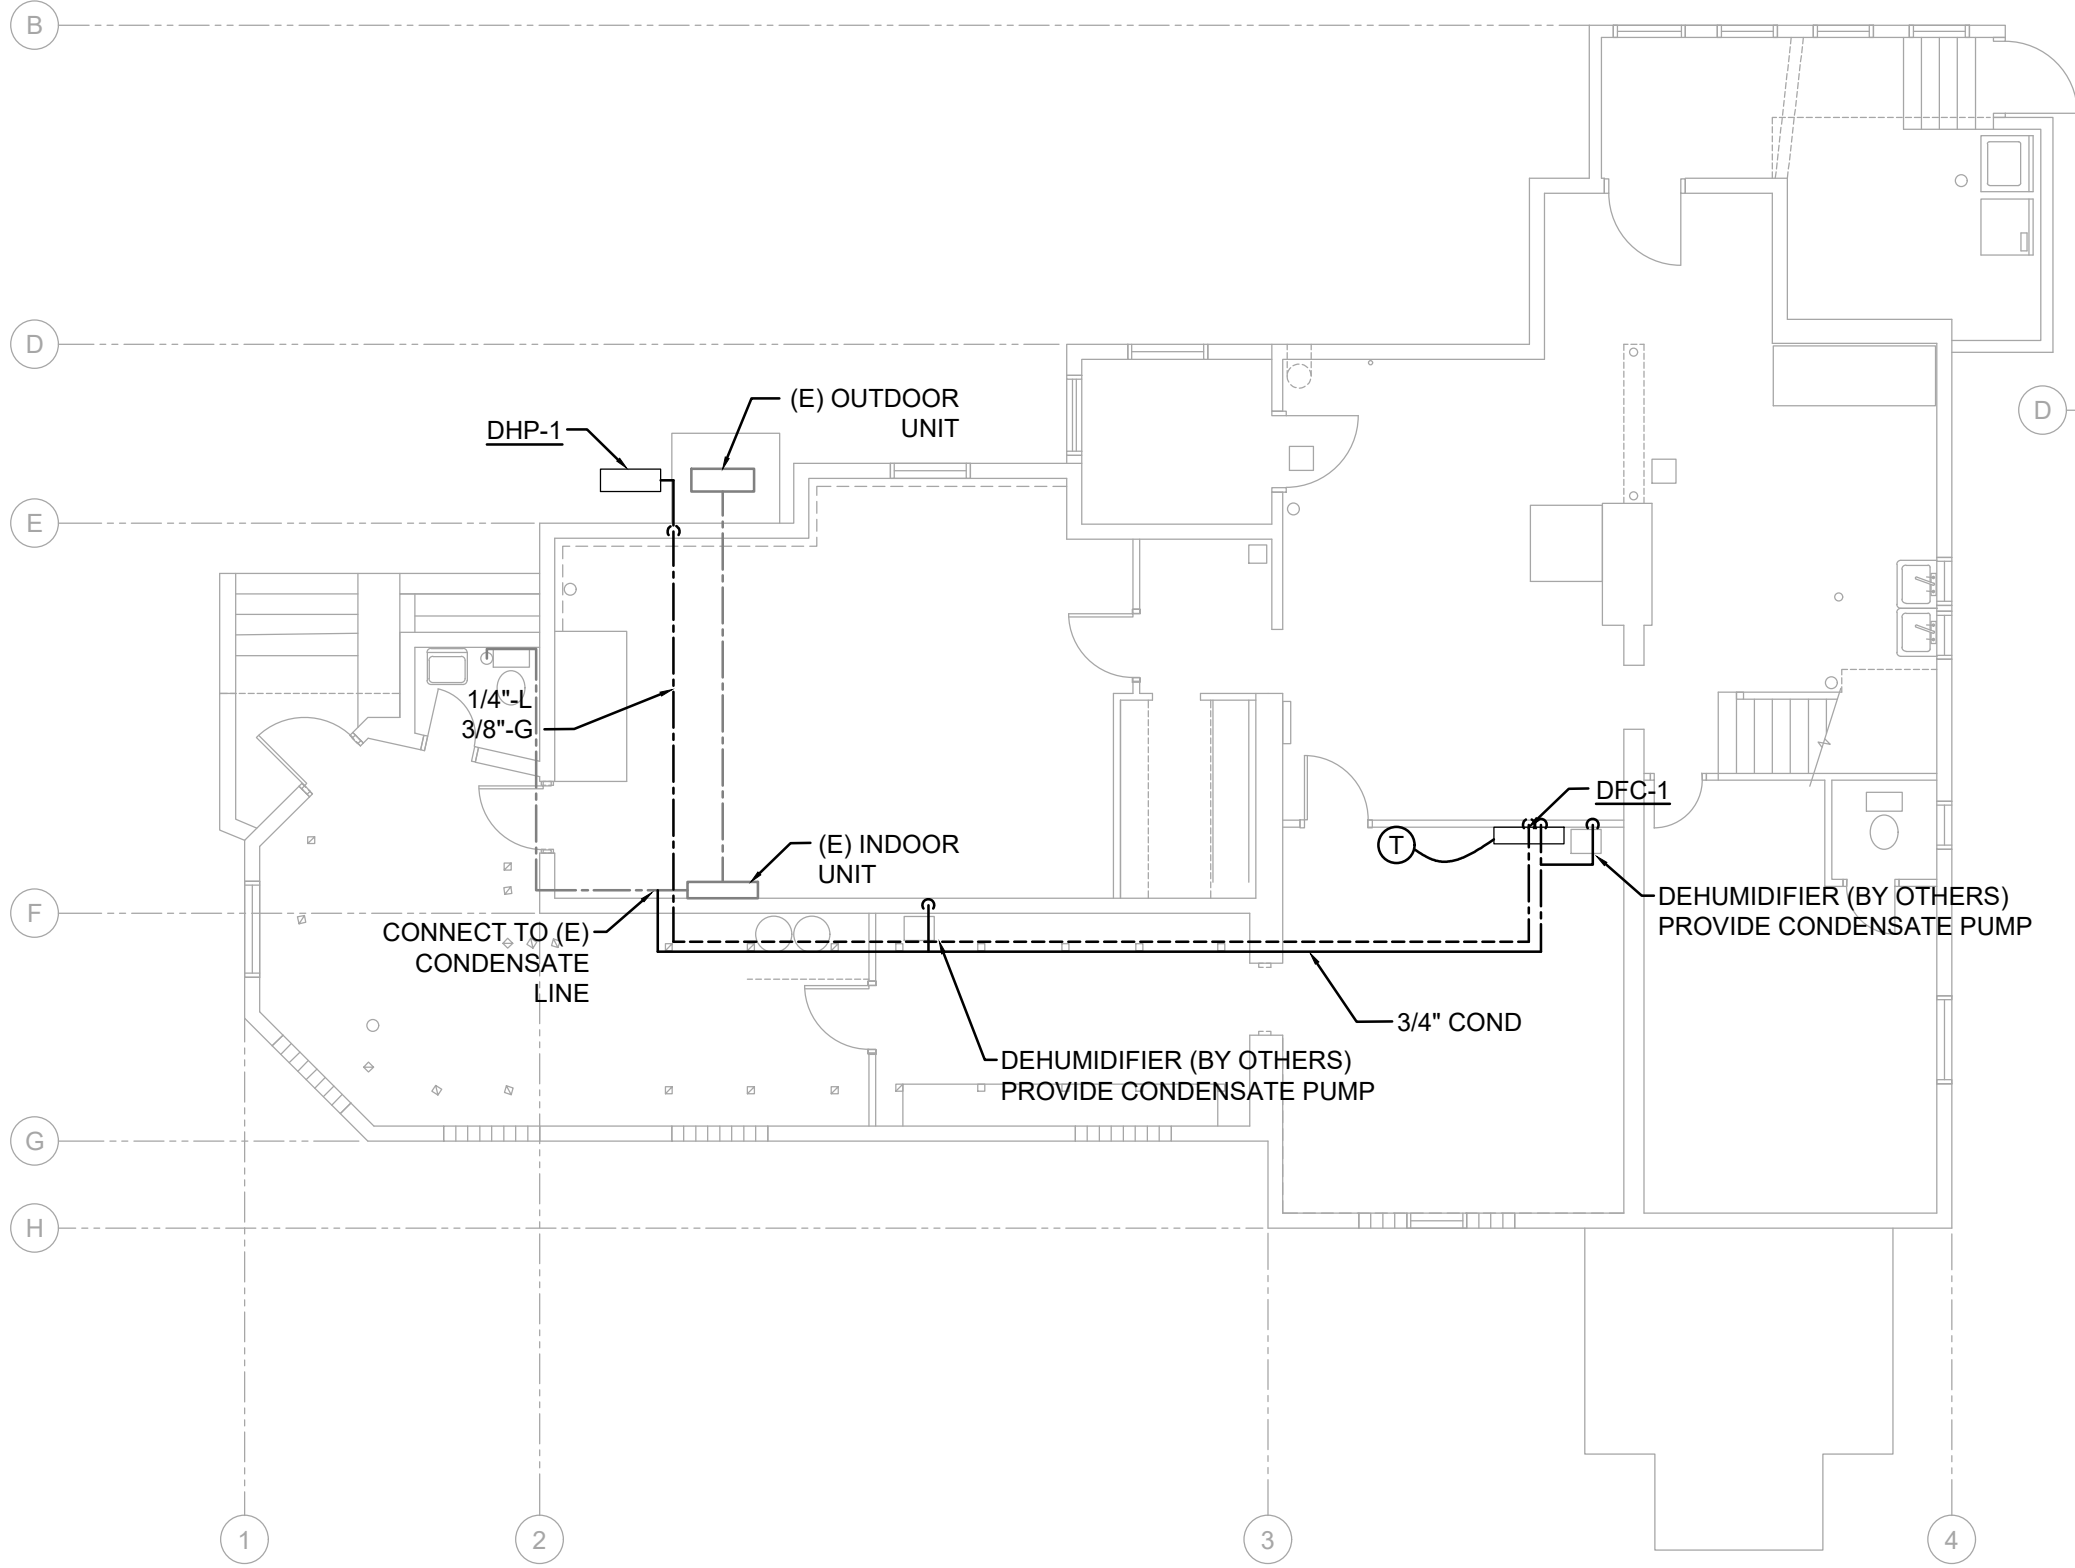 B
D
(E) OUTDOOR
UNIT
DHP-1
D
E
1/4"-L
3/8"-G
DFC-1
(E) INDOOR
UNIT
T
DEHUMIDIFIER (BY OTHERS)
PROVIDE CONDENSATE PUMP
F
CONNECT TO (E)
CONDENSATE
LINE
3/4" COND
DEHUMIDIFIER (BY OTHERS)
PROVIDE CONDENSATE PUMP
G
H
1
2
3
4